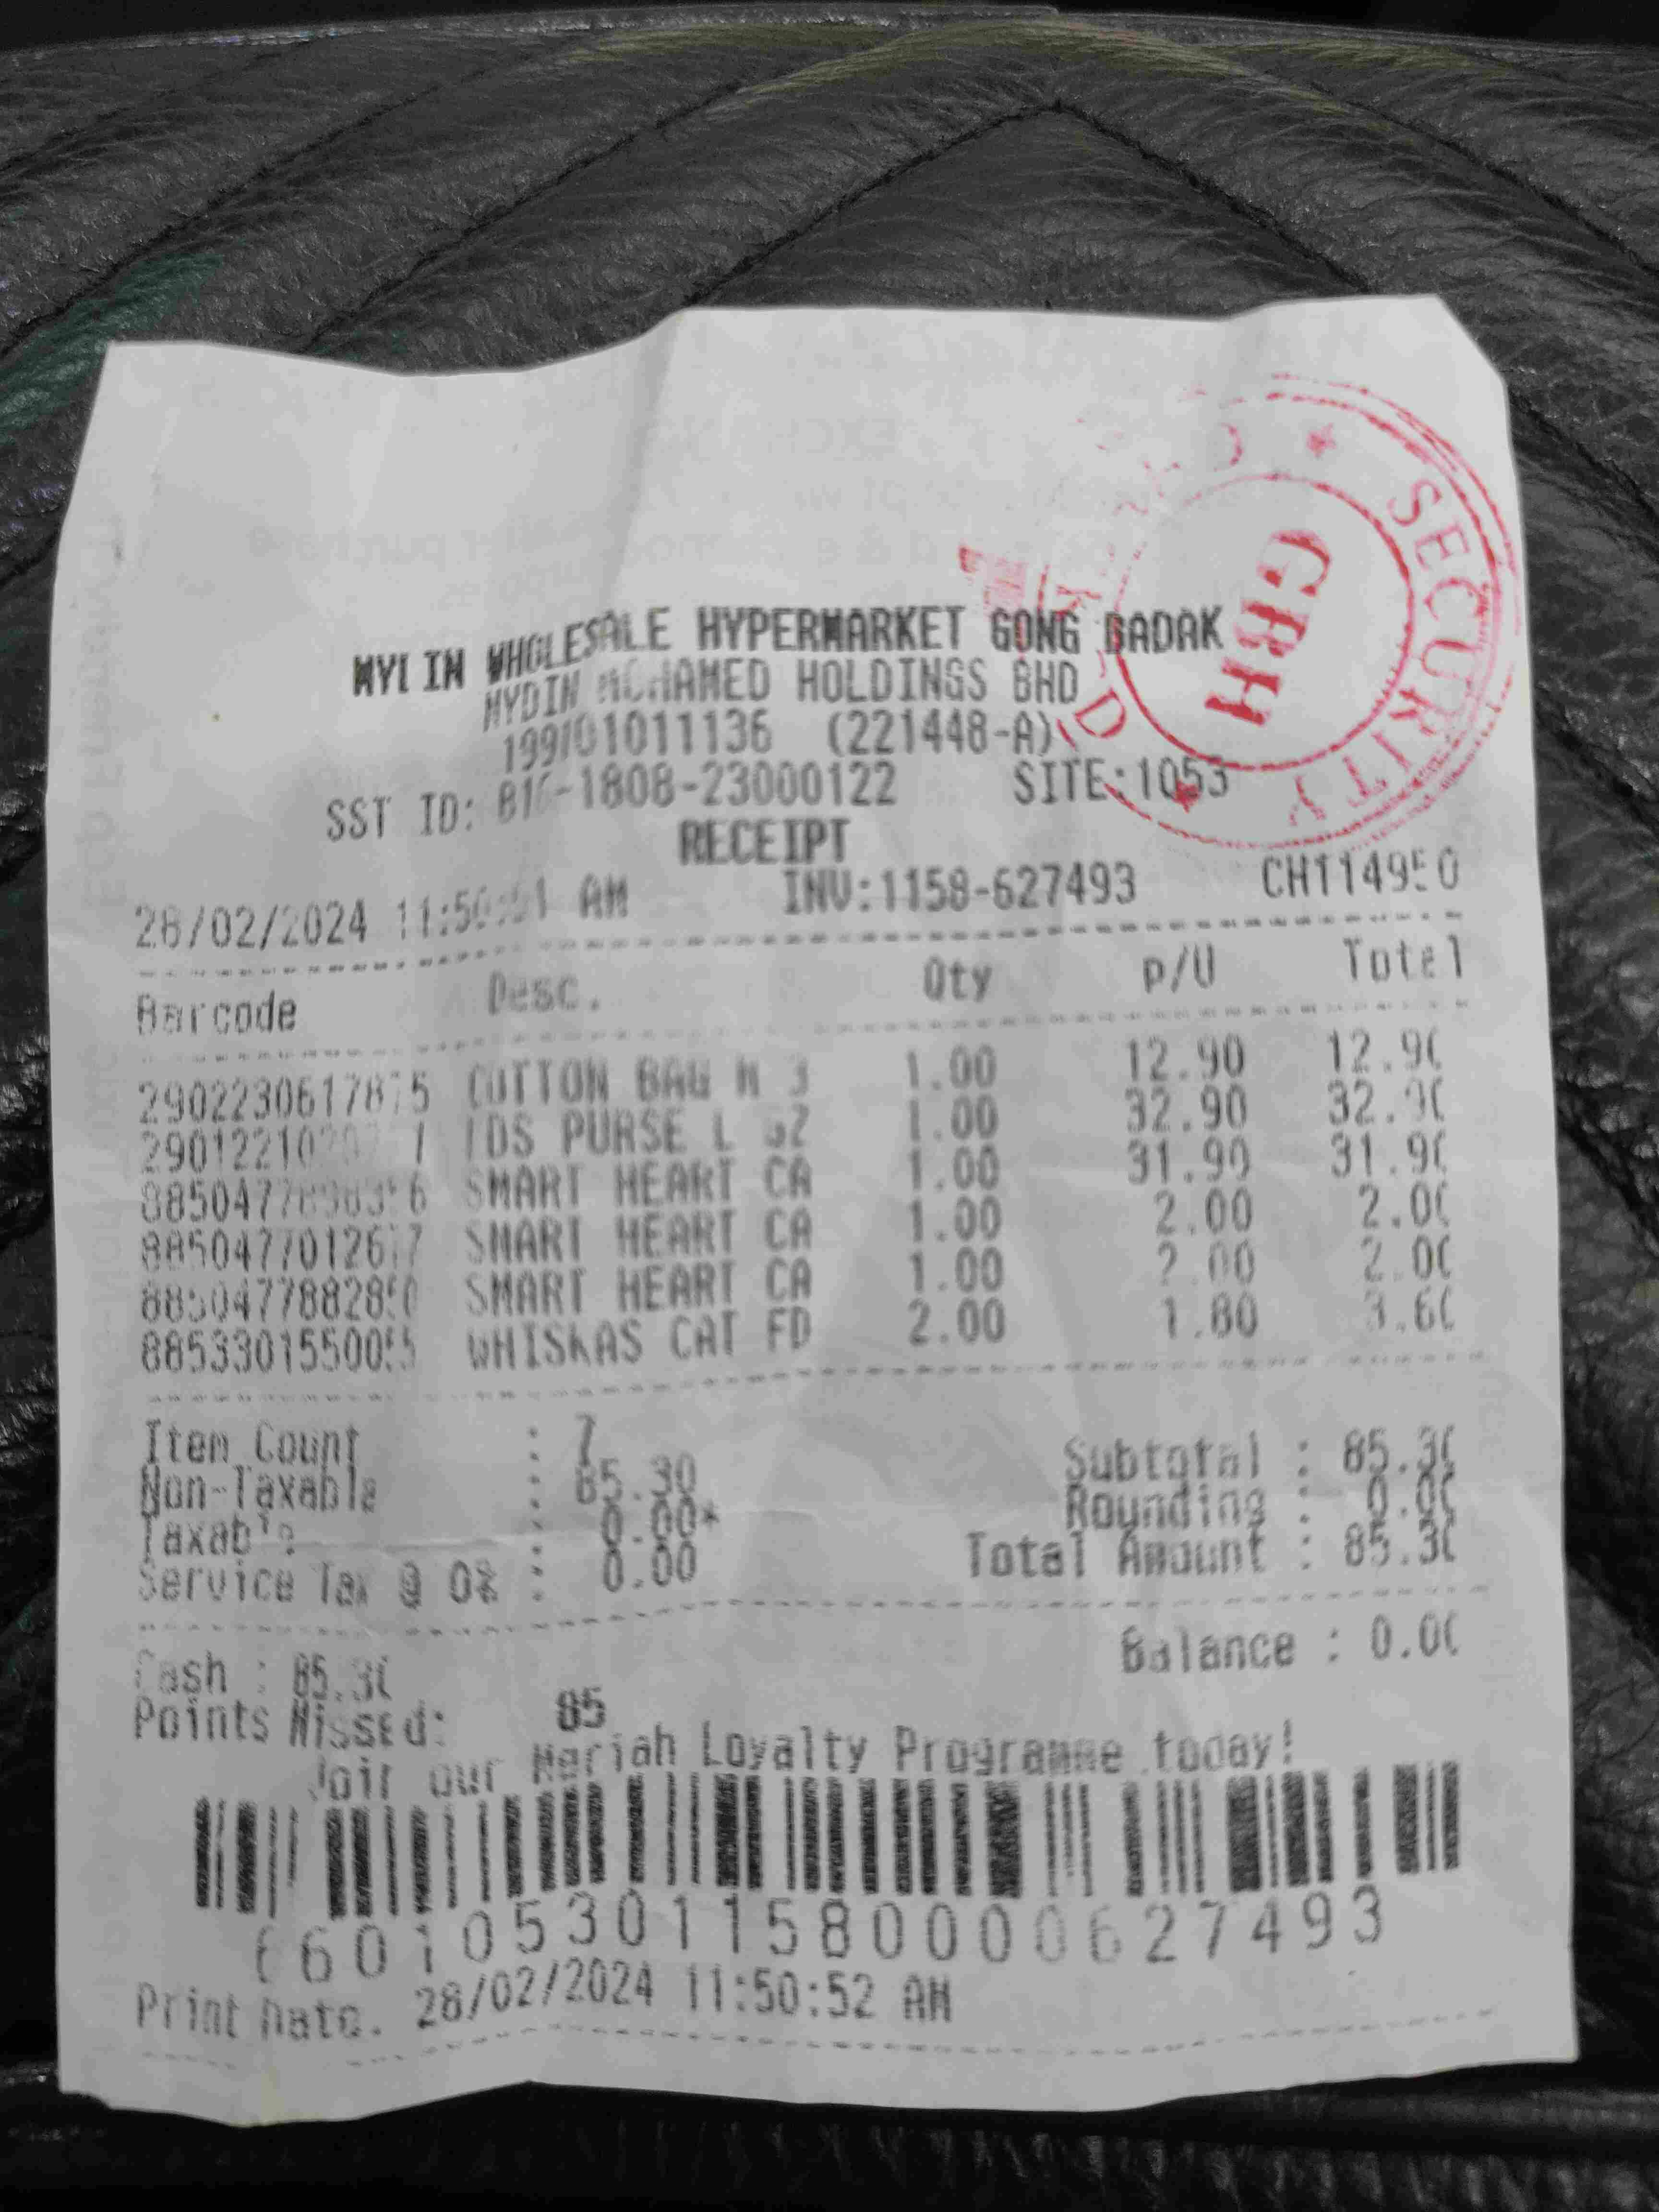 SECURITY
GBH
WHOLESALE HYPERMARKET GONG BADAK
MYDIN MOHAMED HOLDINGS BHD
199101011136 (221448-A)
SST ID: SITE:1053
RECEIPT
28/02/2024 AM INV:1158-627493
Barcode Desc. Qty P/U Total
2902230617875 COTTON BAG M 3 1.00 12.90 12.90
PURSE L 1.00 32.90 32.90
SMART HEART CA 1.00 31.90 31.90
SMART HEART CA 1.00 2.00 2.00
8850477882850 SMART HEART CA 1.00 2.00 2.00
8853301550055 WHISKAS CAT FD 2.00 1.80 3.60
Item Count : 7
Non-Taxable : 85.30 Subtotal : 85.30
Taxable : 0.00* Rounding : 0.00
Service Tax @ 0% : 0.00 Total Amount : 85.30
Balance : 0.00
Cash : 85.30
Points Missed: 85
Join our Meriah Loyalty Programme today!
601053011580000627493
Print Date. 28/02/2024 11:50:52 AM